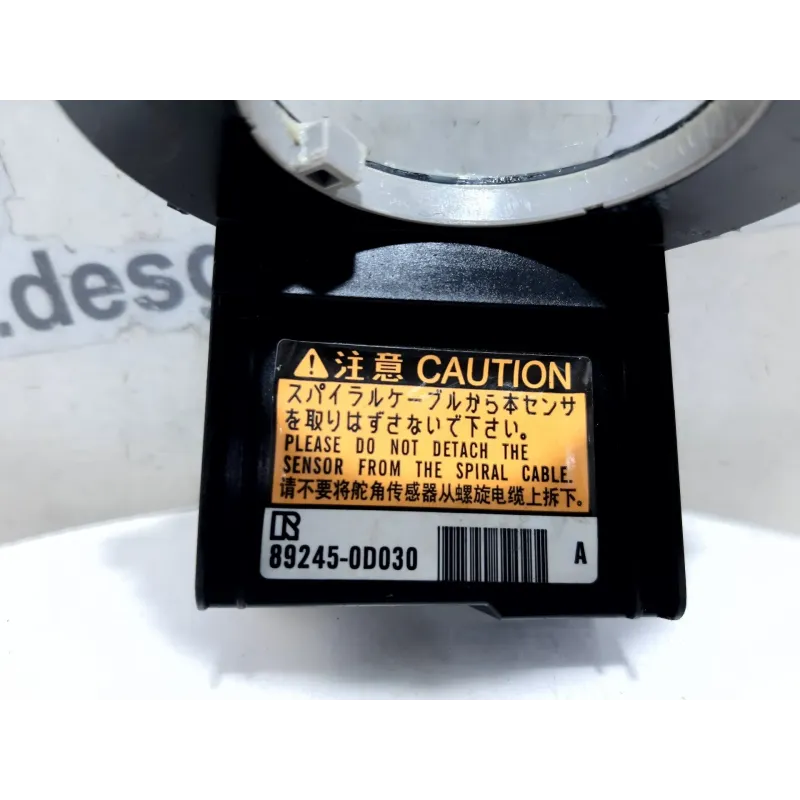 .desg
注意 CAUTION
スパイラルケーブルから本センサ
を取りはずさないで下さい。
PLEASE DO NOT DETACH THE
SENSOR FROM THE SPIRAL CABLE.
请不要将舵角传感器从螺旋电缆上拆下。
R
89245-0D030 A